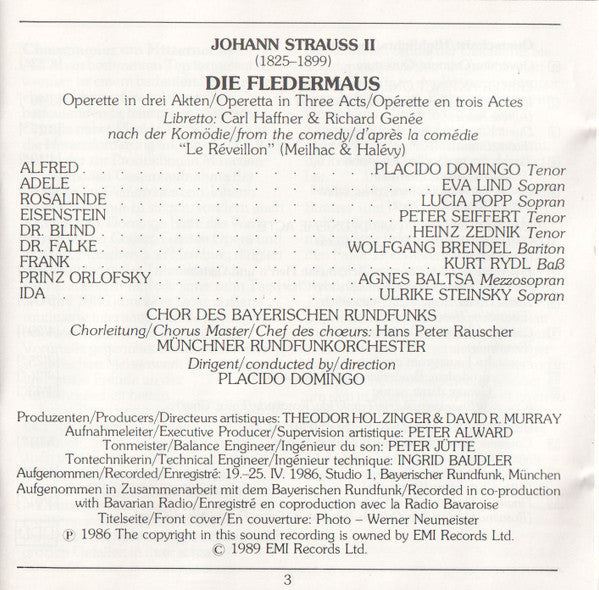 JOHANN STRAUSS II
(1825–1899)
DIE FLEDERMAUS
Operette in drei Akten/Operetta in Three Acts/Opérette en trois Actes
Libretto: Carl Haffner & Richard Genée
nach der Komödie/from the comedy/d'après la comédie
"Le Réveillon" (Meilhac & Halévy)
ALFRED . . . . . . . . . . . . . . PLACIDO DOMINGO Tenor
ADELE . . . . . . . . . . . . . . EVA LIND Sopran
ROSALINDE . . . . . . . . . . . . . . LUCIA POPP Sopran
EISENSTEIN . . . . . . . . . . . . . . PETER SEIFFERT Tenor
DR. BLIND . . . . . . . . . . . . . . HEINZ ZEDNIK Tenor
DR. FALKE . . . . . . . . . . . . . . WOLFGANG BRENDEL Bariton
FRANK . . . . . . . . . . . . . . KURT RYDL Baß
PRINZ ORLOFSKY . . . . . . . . . . . . . . AGNES BALTSA Mezzosopran
IDA . . . . . . . . . . . . . . ULRIKE STEINSKY Sopran
CHOR DES BAYERISCHEN RUNDFUNKS
Chorleitung/Chorus Master/Chef des chœurs: Hans Peter Rauscher
MÜNCHNER RUNDFUNKORCHESTER
Dirigent/conducted by/direction
PLACIDO DOMINGO
Produzenten/Producers/Directeurs artistiques: THEODOR HOLZINGER & DAVID R. MURRAY
Aufnahmeleiter/Executive Producer/Supervision artistique: PETER ALWARD
Tonmeister/Balance Engineer/Ingénieur du son: PETER JÜTTE
Tontechnikerin/Technical Engineer/Ingénieur technique: INGRID BAUDLER
Aufgenommen/Recorded/Enregistré: 19.–25. IV. 1986, Studio 1, Bayerischer Rundfunk, München
Aufgenommen in Zusammenarbeit mit dem Bayerischen Rundfunk/Recorded in co-production
with Bavarian Radio/Enregistré en coproduction avec la Radio Bavaroise
Titelseite/Front cover/En couverture: Photo – Werner Neumeister
℗ 1986 The copyright in this sound recording is owned by EMI Records Ltd.
© 1989 EMI Records Ltd.
3